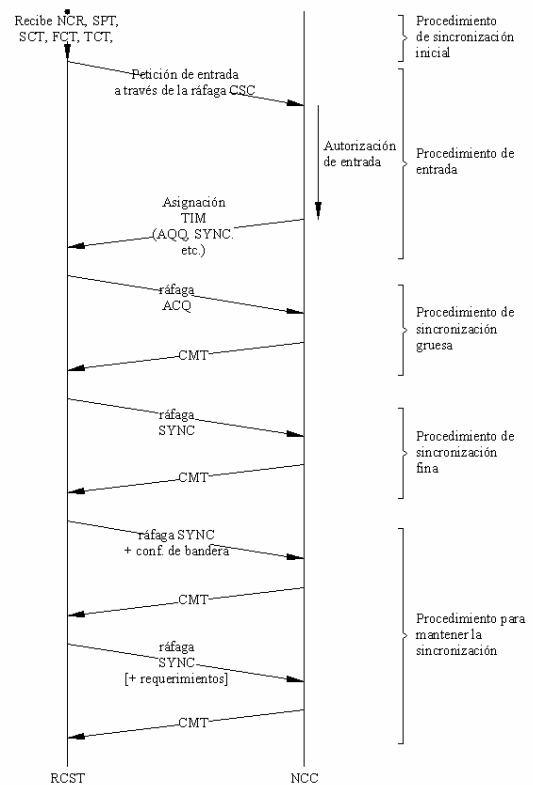 Recibe NCR, SPT,
SCT, FCT, TCT,
Procedimiento
de sincronización
inicial
Petición de entrada
a través de la ráfaga CSC
Autorización
de entrada
Procedimiento de
entrada
Asignación
TIM
(AQQ, SYNC.
etc.)
ráfaga
ACQ
CMT
Procedimiento de
sincronización
gruesa
ráfaga
SYNC
CMT
Procedimiento de
sincronización
fina
ráfaga SYNC
+ conf. de bandera
CMT
ráfaga
SYNC
[+ requerimientos]
CMT
Procedimiento para
mantener la
sincronización
RCST
NCC